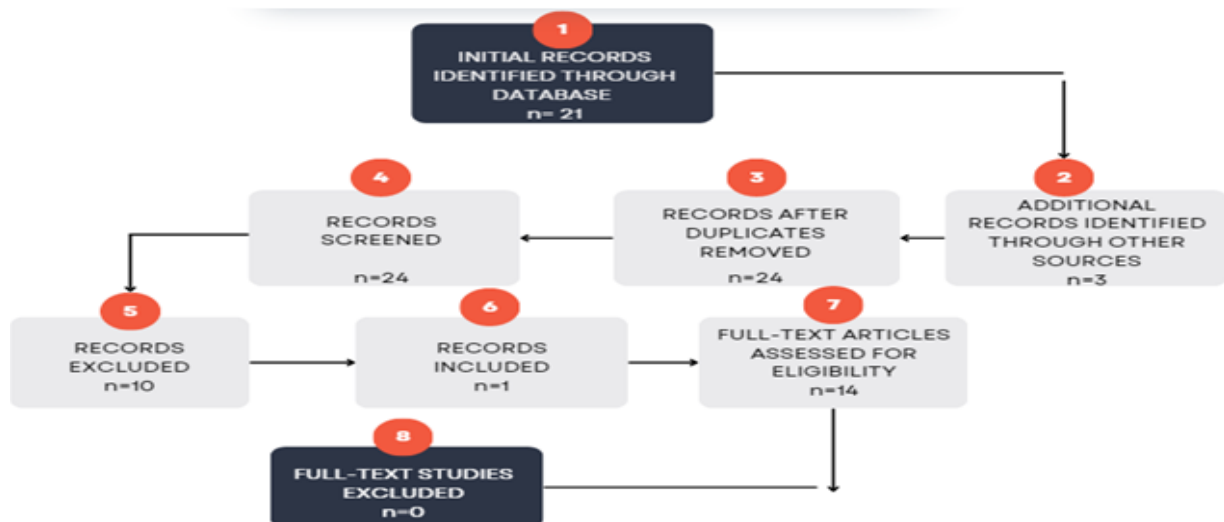 1
INITIAL RECORDS
IDENTIFIED THROUGH
DATABASE
n= 21
2
ADDITIONAL
RECORDS IDENTIFIED
THROUGH OTHER
SOURCES
n=3
3
RECORDS AFTER
DUPLICATES
REMOVED
n=24
4
RECORDS
SCREENED
n=24
5
RECORDS
EXCLUDED
n=10
6
RECORDS
INCLUDED
n=1
7
FULL-TEXT ARTICLES
ASSESSED FOR
ELIGIBILITY
n=14
8
FULL-TEXT STUDIES
EXCLUDED
n=0